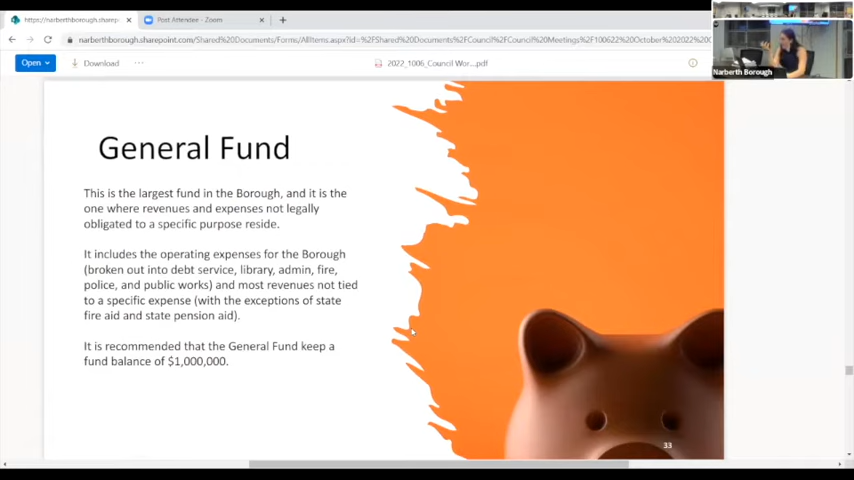 https://narberthborough.sharep
Post Attendee - Zoom
narberthborough.sharepoint.com/Shared%20Documents/Forms/AllItems.aspx?id=%2FShared%20Documents%2FCouncil%2FCouncil%20Meetings%2F100622%20October%202022%20C
Open
Download
2022_1006_Council Wor...pdf
Narberth Borough
General Fund
This is the largest fund in the Borough, and it is the
one where revenues and expenses not legally
obligated to a specific purpose reside.
It includes the operating expenses for the Borough
(broken out into debt service, library, admin, fire,
police, and public works) and most revenues not tied
to a specific expense (with the exceptions of state
fire aid and state pension aid).
It is recommended that the General Fund keep a
fund balance of $1,000,000.
33